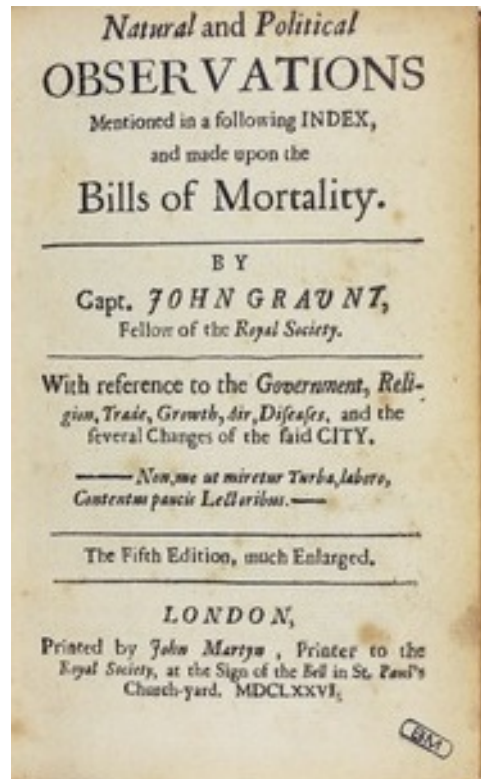 Natural and Political
OBSERVATIONS
Mentioned in a following INDEX,
and made upon the
Bills of Mortality.
BY
Capt. JOHN GRAUNT,
Fellow of the Royal Society.
With reference to the Government, Reli-
gion, Trade, Growth, Air, Diſeaſes, and the
ſeveral Changes of the ſaid CITY.
—— Non, me ut miretur Turba, laboro,
Contentus paucis Lectoribus. ——
The Fifth Edition, much Enlarged.
LONDON,
Printed by John Martyn , Printer to the
Royal Society, at the Sign of the Bell in St. Paul's
Church-yard. MDCLXXVI.
BM